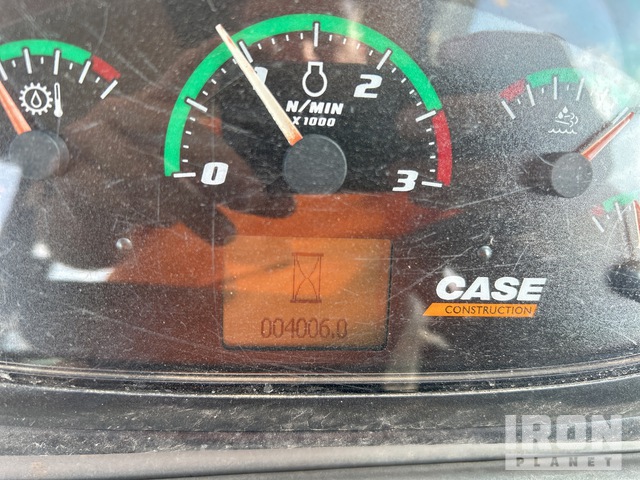 1
2
N/MIN
X 1000
0
3
004006.0
CASE
CONSTRUCTION
IRON
PLANET